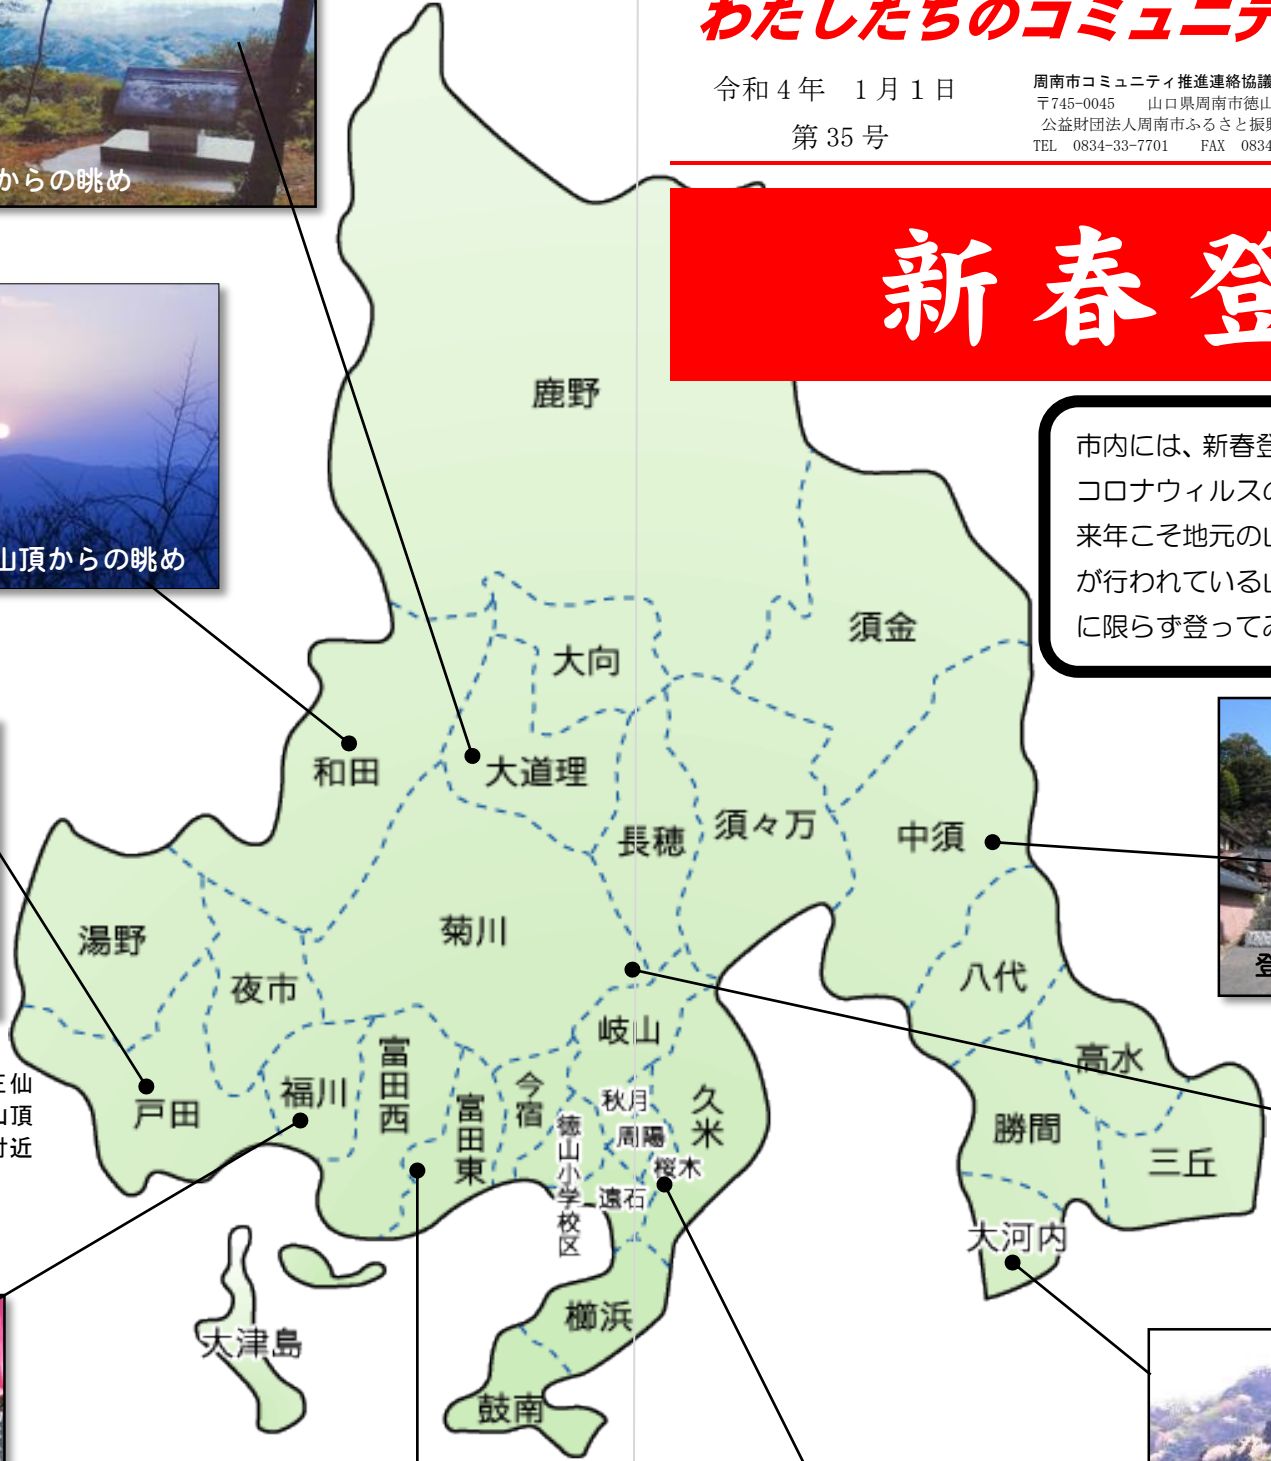 わたしたちのコミュニテ
令和4年　1月1日
第35号
周南市コミュニティ推進連絡協議
〒745-0045　山口県周南市徳山
公益財団法人周南市ふるさと振興
TEL　0834-33-7701　FAX　0834
新春登
からの眺め
山頂からの眺め
市内には、新春登
コロナウィルスの
来年こそ地元の山
が行われている山
に限らず登ってみ
鹿野
須金
大向
和田
大道理
長穂
須々万
中須
湯野
菊川
夜市
八代
岐山
高水
富田西
富田東
今宿
秋月
久米
周陽
福川
戸田
徳山小学校区
桜木
遠石
勝間
三丘
大河内
櫛浜
大津島
鼓南
三仙
山頂
付近
登